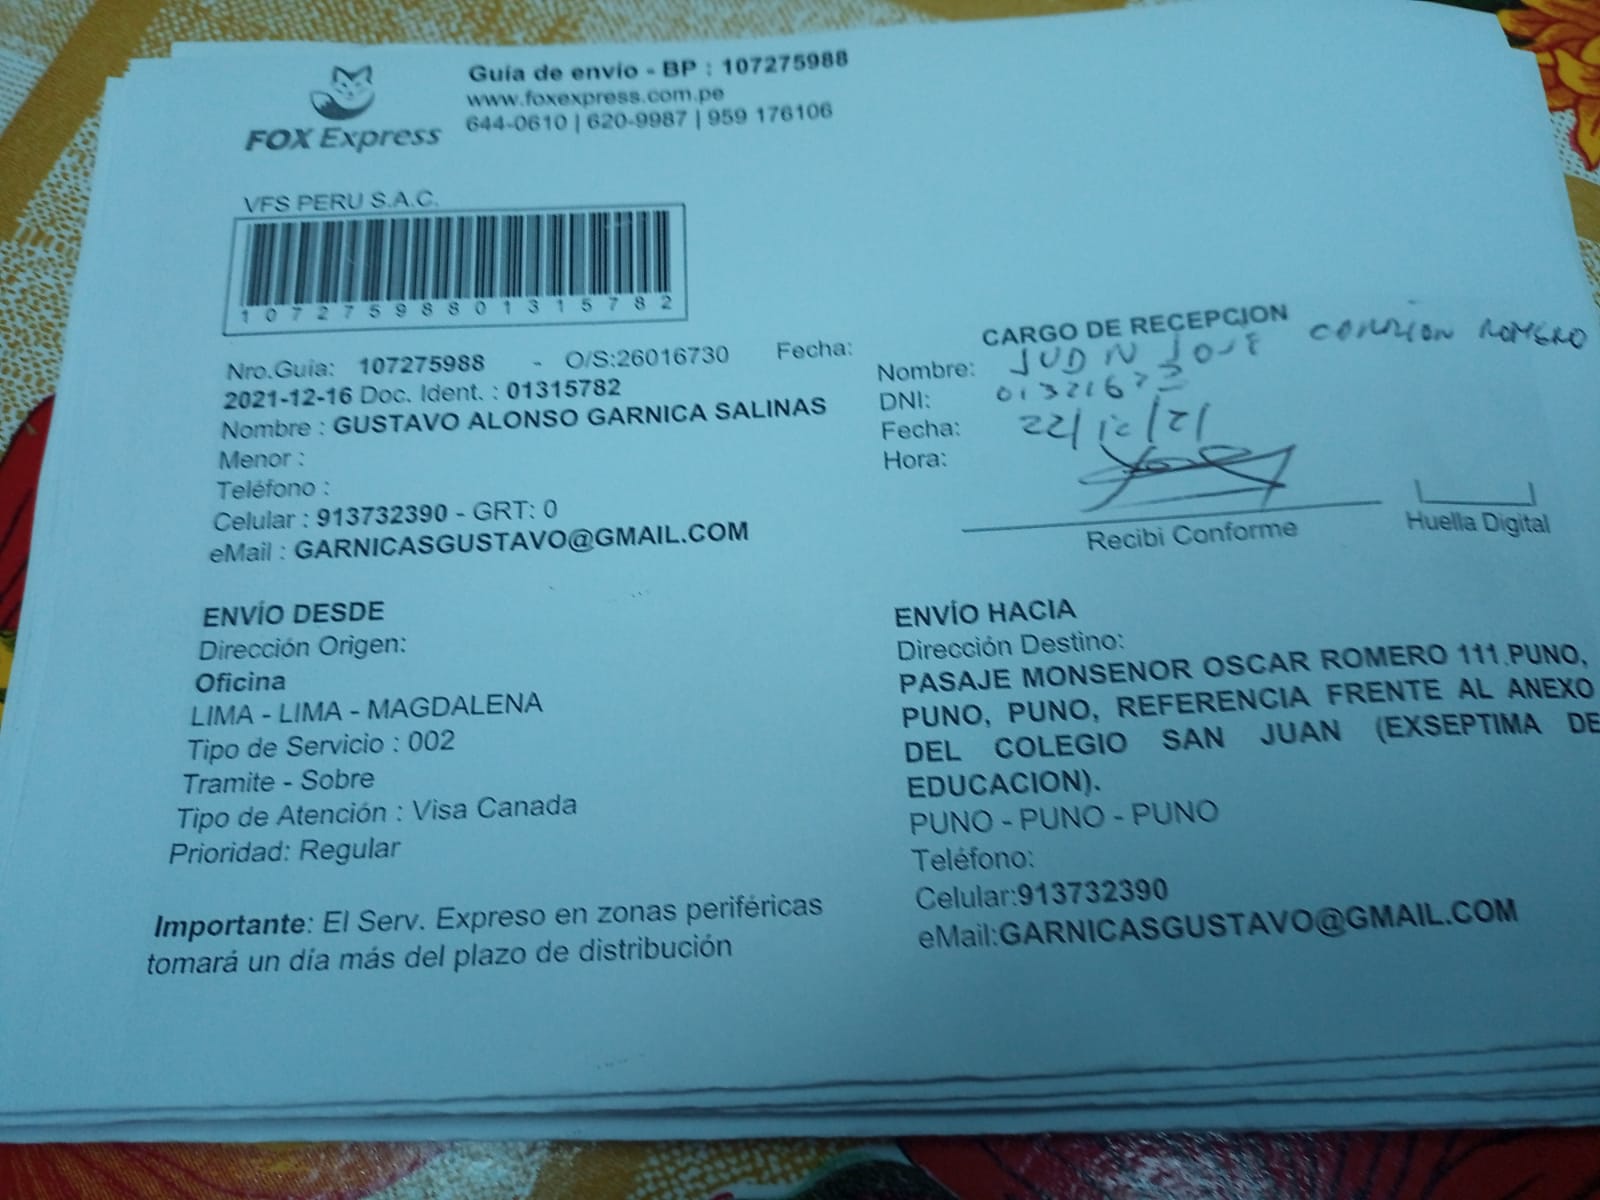 Guía de envío - BP : 107275988
www.foxexpress.com.pe
644-0610 | 620-9987 | 959 176106
FOX Express
VFS PERU S.A.C.
10727598801315782
Nro.Guía: 107275988 - O/S:26016730 Fecha:
2021-12-16 Doc. Ident. : 01315782
Nombre : GUSTAVO ALONSO GARNICA SALINAS
Menor :
Teléfono :
Celular : 913732390 - GRT: 0
eMail : GARNICASGUSTAVO@GMAIL.COM
CARGO DE RECEPCION
Nombre: JOSE ROMERO
DNI:
Fecha: 22/12/21
Hora:
Recibi Conforme
Huella Digital
ENVÍO DESDE
Dirección Origen:
Oficina
LIMA - LIMA - MAGDALENA
Tipo de Servicio : 002
Tramite - Sobre
Tipo de Atención : Visa Canada
Prioridad: Regular
Importante: El Serv. Expreso en zonas periféricas
tomará un día más del plazo de distribución
ENVÍO HACIA
Dirección Destino:
PASAJE MONSENOR OSCAR ROMERO 111.PUNO,
PUNO, PUNO, REFERENCIA FRENTE AL ANEXO
DEL COLEGIO SAN JUAN (EXSEPTIMA DE
EDUCACION).
PUNO - PUNO - PUNO
Teléfono:
Celular:913732390
eMail:GARNICASGUSTAVO@GMAIL.COM